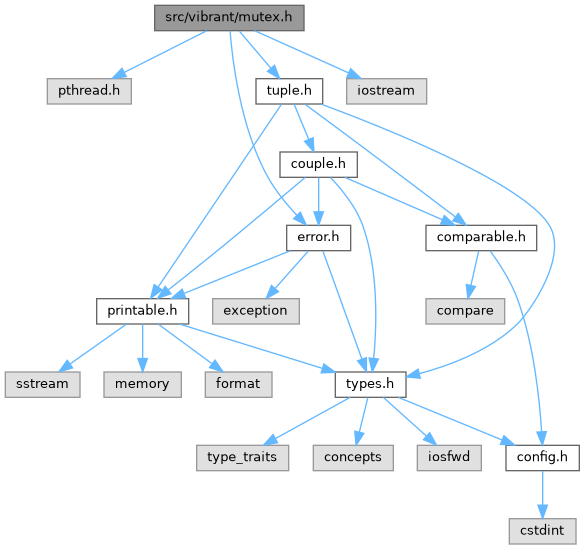 src/vibrant/mutex.h
pthread.h
tuple.h
iostream
couple.h
error.h
comparable.h
printable.h
exception
compare
sstream
memory
format
types.h
type_traits
concepts
iosfwd
config.h
cstdint